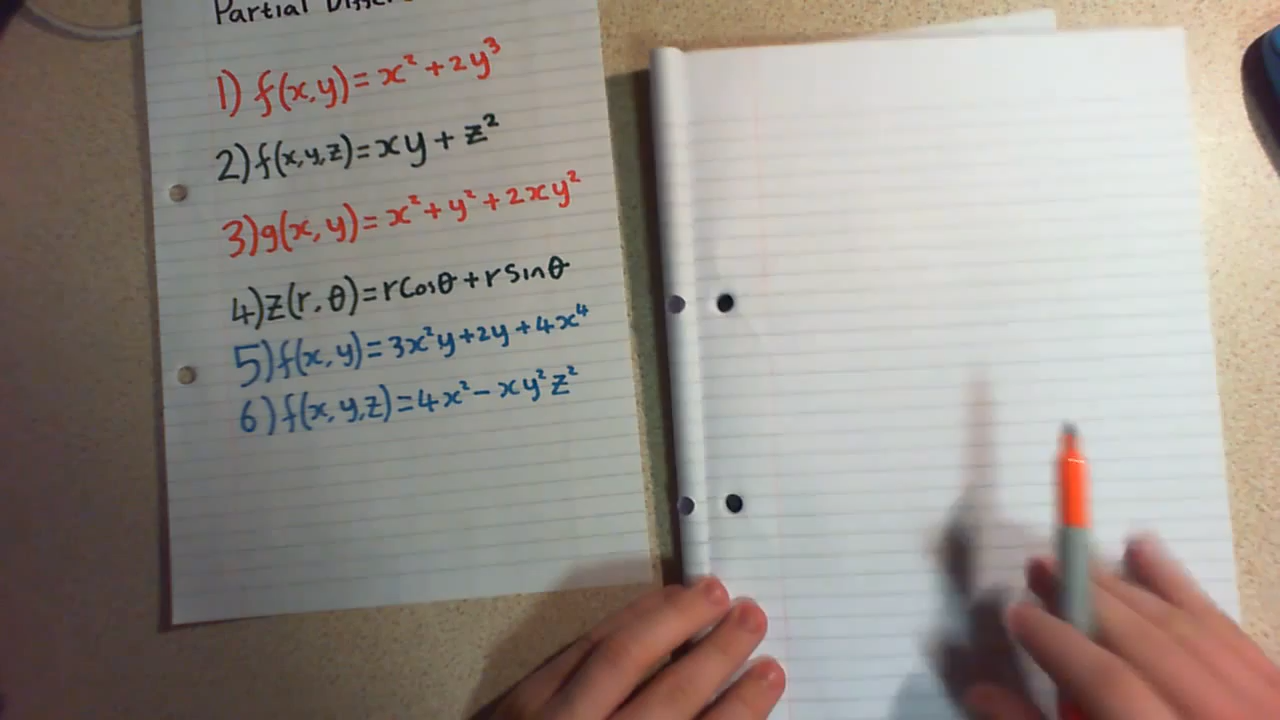 Partial
1) f(x,y) = x² + 2y³
2) f(x,y,z) = xy + z²
3) g(x,y) = x² + y² + 2xy²
4) z(r,θ) = rCosθ + rSinθ
5) f(x,y) = 3x²y + 2y + 4x⁴
6) f(x,y,z) = 4x² - xy²z²